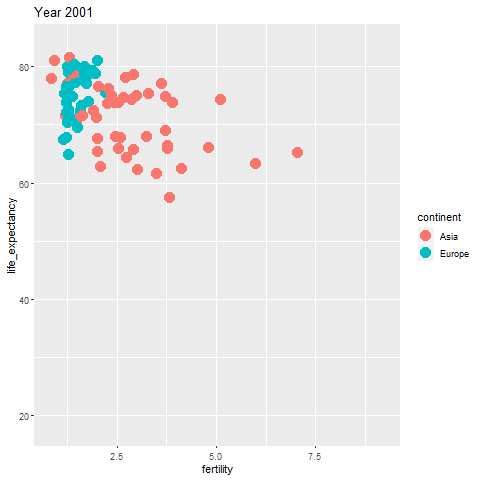 Year 2001
life_expectancy
80
60
40
20
2.5
5.0
7.5
fertility
continent
Asia
Europe